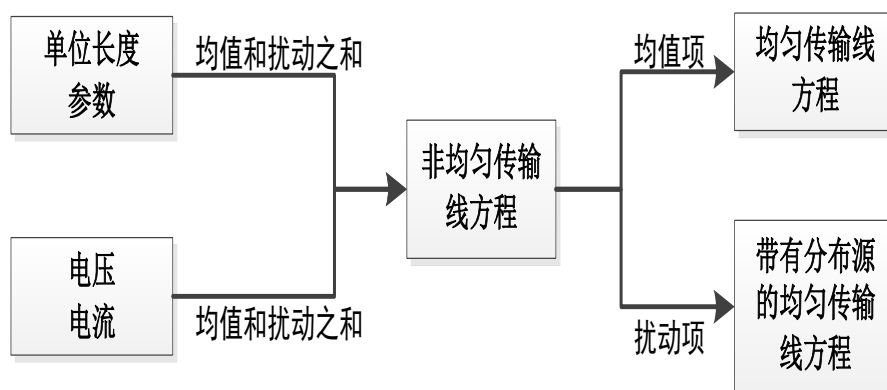 单位长度
参数
均值和扰动之和
电压
电流
均值和扰动之和
非均匀传输
线方程
均值项
均匀传输线
方程
扰动项
带有分布源
的均匀传输
线方程